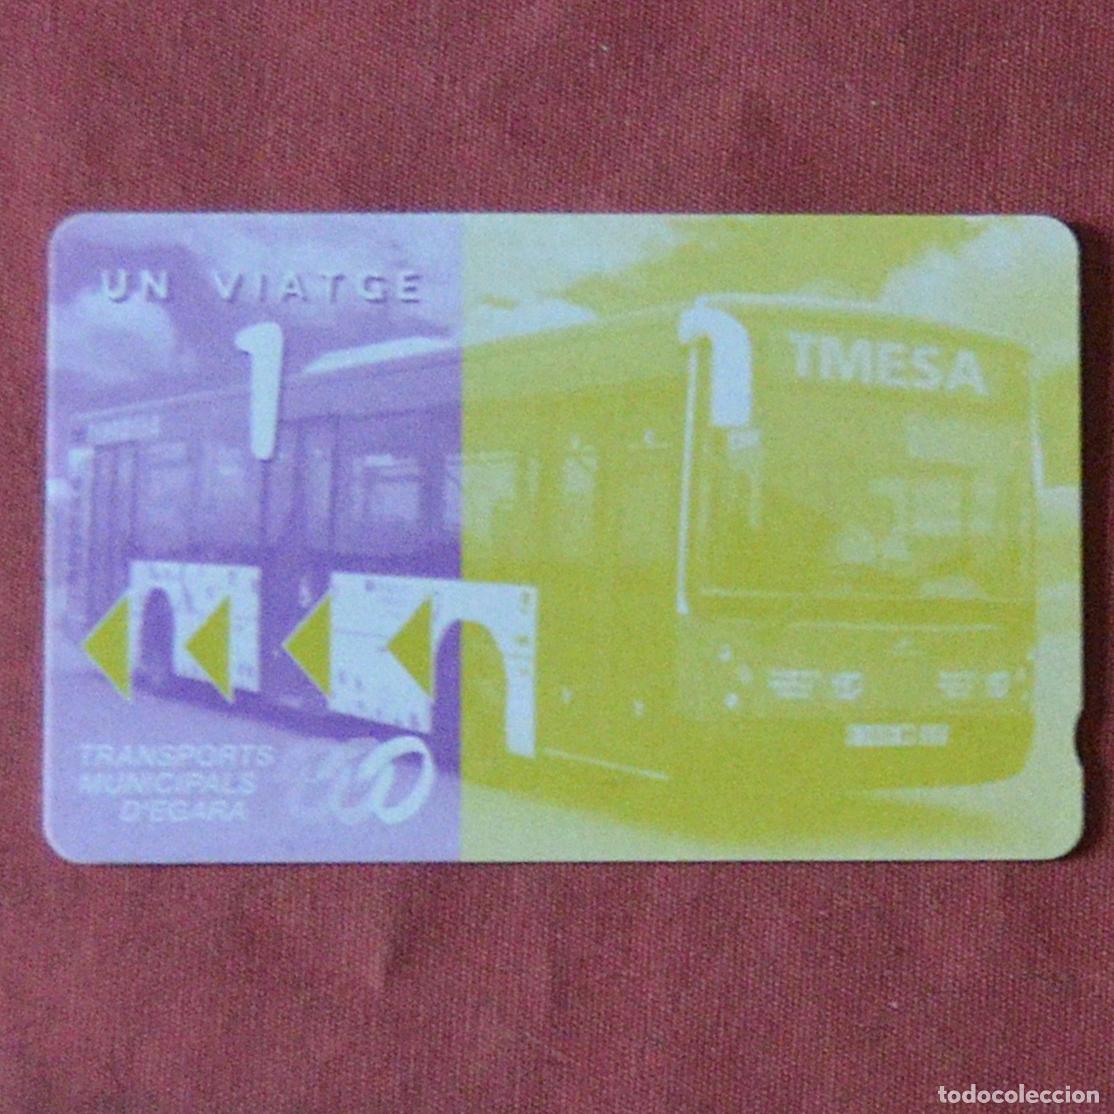 UN VIATGE
1
TMESA
TRANSPORTS
MUNICIPALS
D'EGARA
todocoleccion